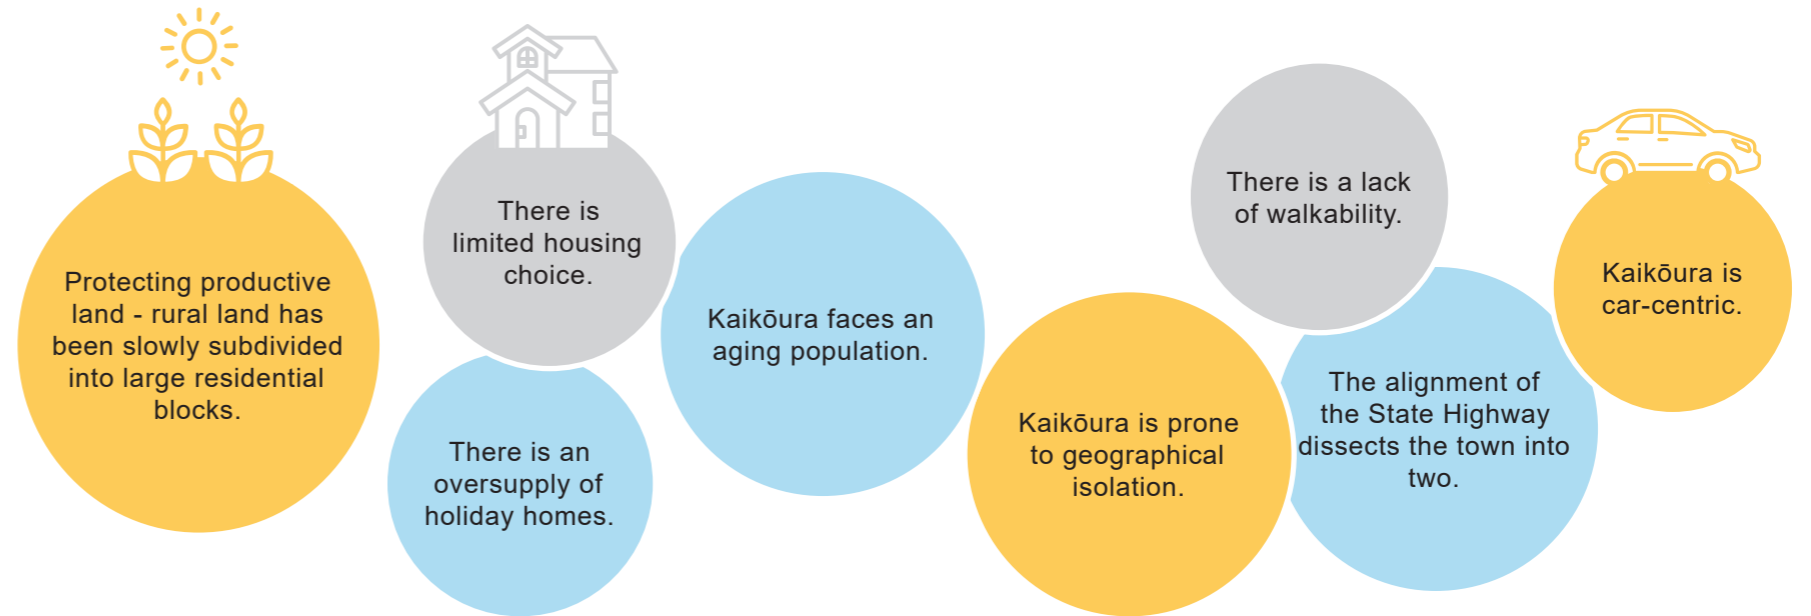 Protecting productive
land - rural land has
been slowly subdivided
into large residential
blocks.
There is
limited housing
choice.
There is an
oversupply of
holiday homes.
Kaikōura faces an
aging population.
Kaikōura is prone
to geographical
isolation.
There is a lack
of walkability.
The alignment of
the State Highway
dissects the town into
two.
Kaikōura is
car-centric.